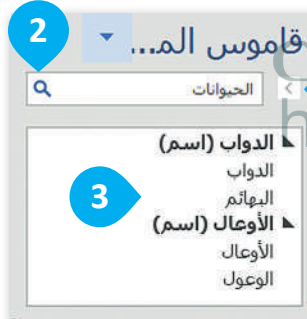 2
قاموس الم...
الحيوانات
الدواب (اسم)
الدواب
البهائم
3
الأوعال (اسم)
الأوعال
الوعول